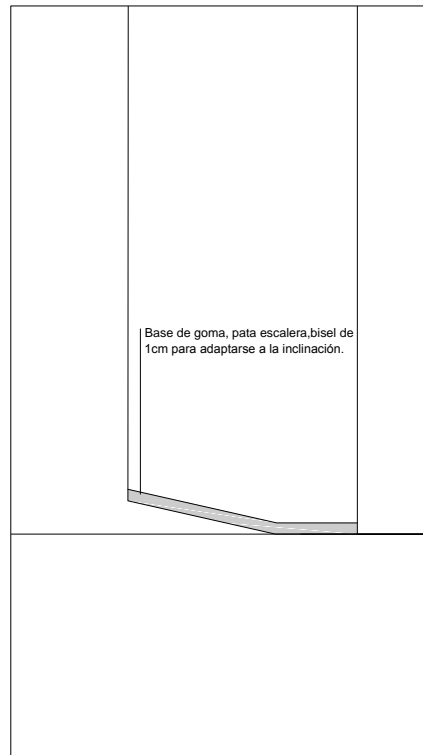 Base de goma, pata escalera,bisel de
1cm para adaptarse a la inclinación.